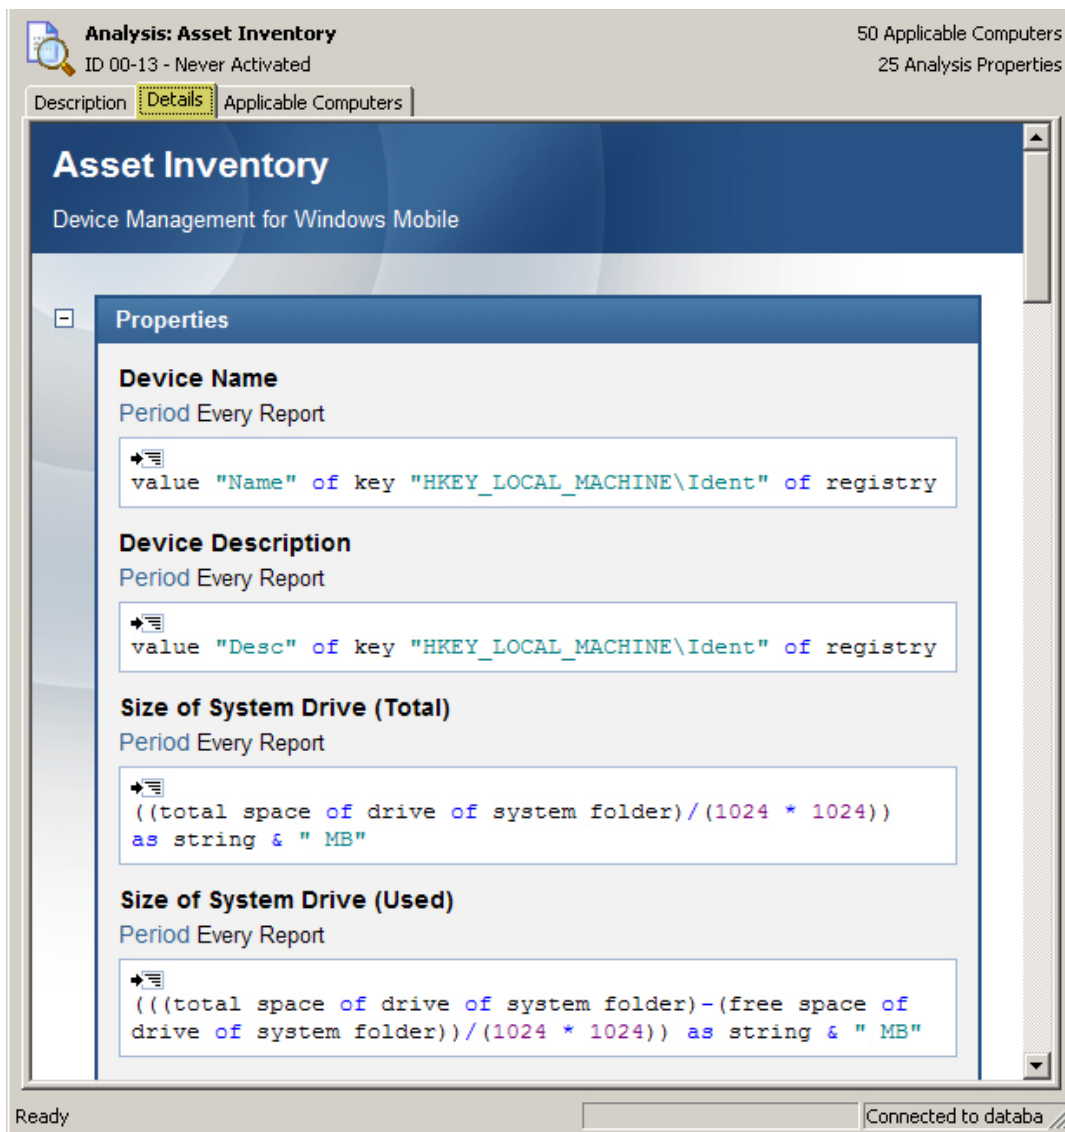 Analysis: Asset Inventory
50 Applicable Computers
ID 00-13 - Never Activated
25 Analysis Properties
Description Details Applicable Computers
Asset Inventory
Device Management for Windows Mobile
Properties
Device Name
Period Every Report
value "Name" of key "HKEY_LOCAL_MACHINE\Ident" of registry
Device Description
Period Every Report
value "Desc" of key "HKEY_LOCAL_MACHINE\Ident" of registry
Size of System Drive (Total)
Period Every Report
((total space of drive of system folder)/(1024 * 1024))
as string & " MB"
Size of System Drive (Used)
Period Every Report
(((total space of drive of system folder)-(free space of
drive of system folder))/(1024 * 1024)) as string & " MB"
Ready
Connected to databa